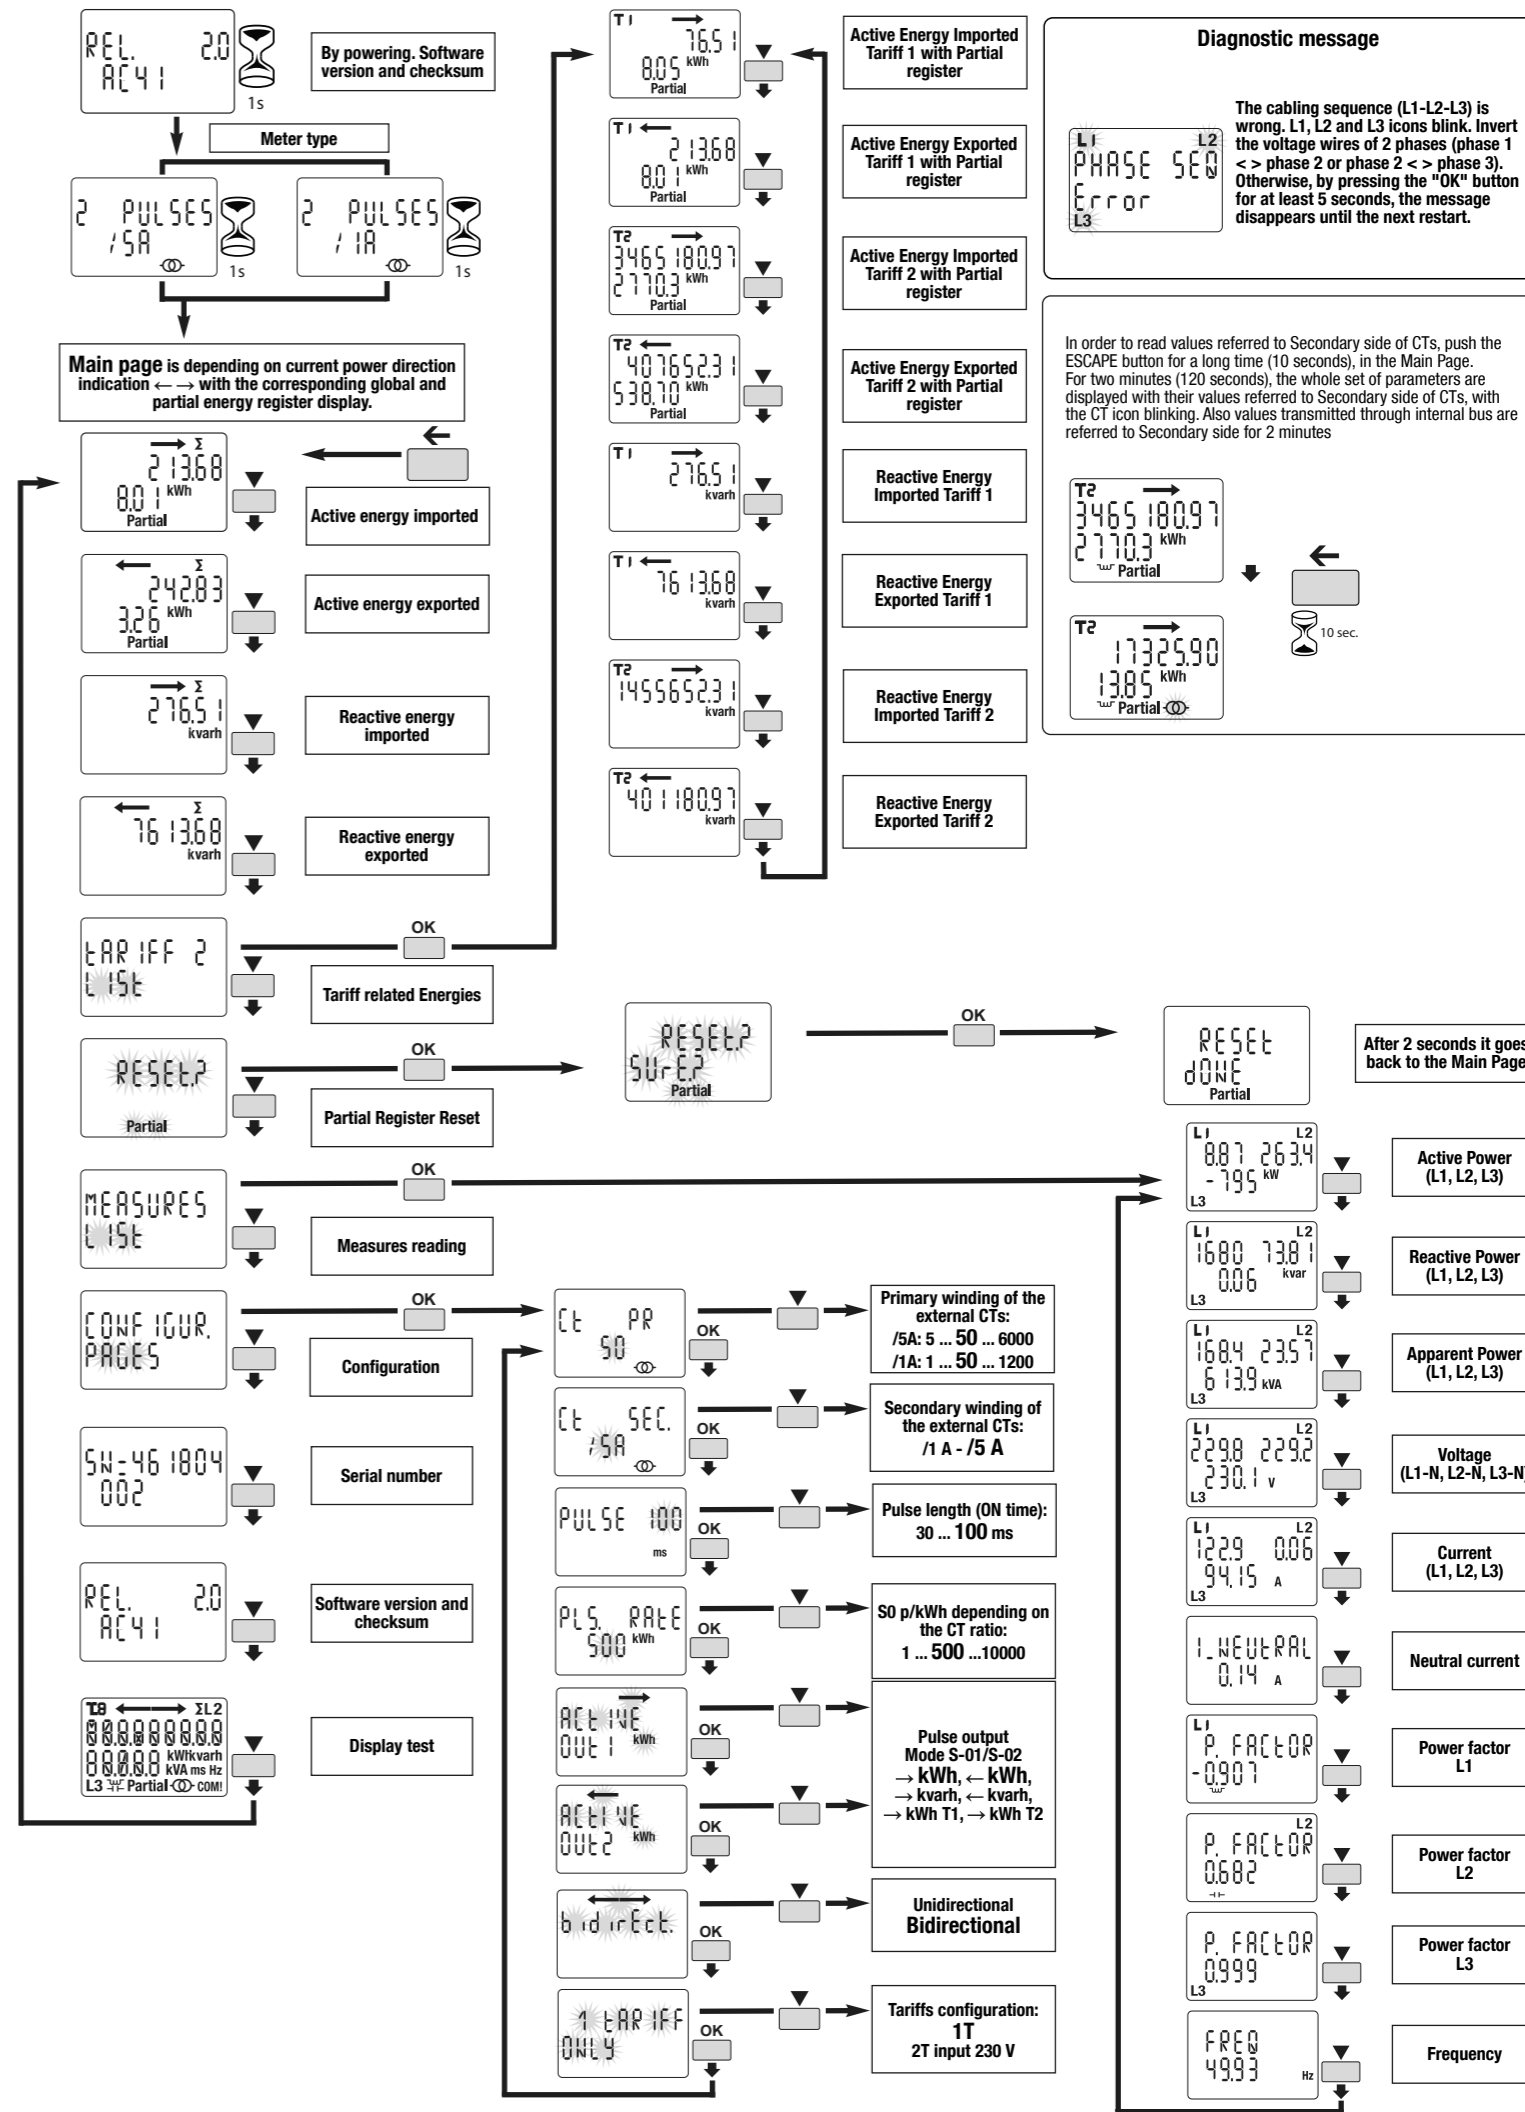 REL. 2.0
AC41
1s
By powering. Software
version and checksum
Meter type
2 PULSES
/5A
1s
2 PULSES
/1A
1s
Main page is depending on current power direction
indication ← → with the corresponding global and
partial energy register display.
→ Σ
213.68
8.01 kWh
Partial
Active energy imported
← Σ
242.83
3.26 kWh
Partial
Active energy exported
→ Σ
276.51
kvarh
Reactive energy
imported
← Σ
7613.68
kvarh
Reactive energy
exported
tARIFF 2
LISt
OK
Tariff related Energies
RESEt.?
Partial
OK
Partial Register Reset
RESEt.?
SUrE.?
Partial
OK
RESEt
dONE
Partial
After 2 seconds it goes
back to the Main Page
MEASURES
LISt
OK
Measures reading
CONFIGUR.
PAGES
OK
Configuration
SN-461804
002
Serial number
REL. 2.0
AC41
Software version and
checksum
T8 ← → ΣL2
kWhkvarh
kVA ms Hz
L3 Partial COM!
Display test
T1 →
76.51
8.05 kWh
Partial
Active Energy Imported
Tariff 1 with Partial
register
T1 ←
213.68
8.01 kWh
Partial
Active Energy Exported
Tariff 1 with Partial
register
T2 →
3465180.97
2770.3 kWh
Partial
Active Energy Imported
Tariff 2 with Partial
register
T2 ←
407652.31
538.70 kWh
Partial
Active Energy Exported
Tariff 2 with Partial
register
T1 →
276.51
kvarh
Reactive Energy
Imported Tariff 1
T1 ←
7613.68
kvarh
Reactive Energy
Exported Tariff 1
T2 →
1455652.31
kvarh
Reactive Energy
Imported Tariff 2
T2 ←
401180.97
kvarh
Reactive Energy
Exported Tariff 2
Diagnostic message
L1 L2
PHASE SEQ
Error
L3
The cabling sequence (L1-L2-L3) is
wrong. L1, L2 and L3 icons blink. Invert
the voltage wires of 2 phases (phase 1
< > phase 2 or phase 2 < > phase 3).
Otherwise, by pressing the "OK" button
for at least 5 seconds, the message
disappears until the next restart.
In order to read values referred to Secondary side of CTs, push the
ESCAPE button for a long time (10 seconds), in the Main Page.
For two minutes (120 seconds), the whole set of parameters are
displayed with their values referred to Secondary side of CTs, with
the CT icon blinking. Also values transmitted through internal bus are
referred to Secondary side for 2 minutes
T2 →
3465180.97
2770.3 kWh
Partial
10 sec.
T2 →
17325.90
13.85 kWh
Partial
Ct PR
50
OK
Primary winding of the
external CTs:
/5A: 5 ... 50 ... 6000
/1A: 1 ... 50 ... 1200
Ct SEC.
/5A
OK
Secondary winding of
the external CTs:
/1 A - /5 A
PULSE 100
ms
OK
Pulse length (ON time):
30 ... 100 ms
PLS. RAtE
500 kWh
OK
S0 p/kWh depending on
the CT ratio:
1 ... 500 ...10000
→
ACtIVE
OUt1 kWh
OK
←
ACtIVE
OUt2 kWh
OK
Pulse output
Mode S-01/S-02
→ kWh, ← kWh,
→ kvarh, ← kvarh,
→ kWh T1, → kWh T2
bidirEct.
OK
Unidirectional
Bidirectional
1 tARIFF
ONLY
OK
Tariffs configuration:
1T
2T input 230 V
L1 L2
8.87 263.4
-795 kW
L3
Active Power
(L1, L2, L3)
L1 L2
1680 73.81
0.06 kvar
L3
Reactive Power
(L1, L2, L3)
L1 L2
168.4 23.57
613.9 kVA
L3
Apparent Power
(L1, L2, L3)
L1 L2
229.8 229.2
230.1 V
L3
Voltage
(L1-N, L2-N, L3-N)
L1 L2
122.9 0.06
94.15 A
L3
Current
(L1, L2, L3)
I_NEUtRAL
0.14 A
Neutral current
L1
P. FACtOR
-0.907
Power factor
L1
L2
P. FACtOR
0.682
Power factor
L2
P. FACtOR
0.999
L3
Power factor
L3
FREQ
49.93 Hz
Frequency